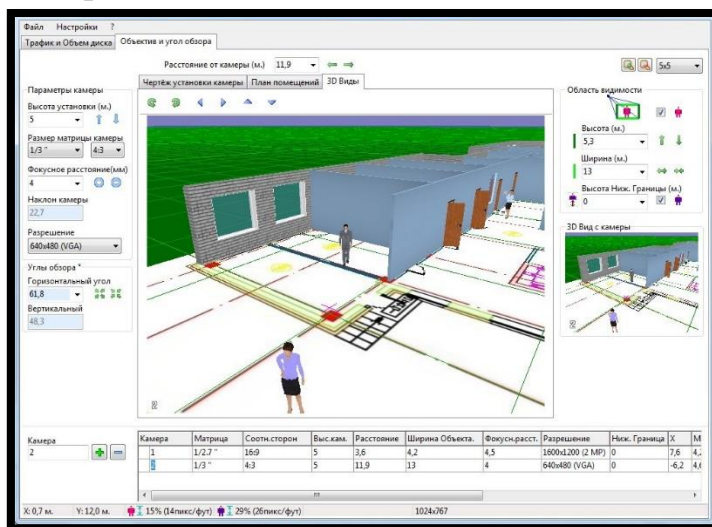 Файл Настройки ?
Трафик и Объем диска Объектив и угол обзора
Расстояние от камеры (м.) 11,9
5x5
Чертёж установки камеры План помещений 3D Виды
Параметры камеры
Высота установки (м.)
5
Размер матрицы камеры
1/3 " 4:3
Фокусное расстояние(мм)
4
Наклон камеры
22,7
Разрешение
640x480 (VGA)
Углы обзора *
Горизонтальный угол
61,8
Вертикальный
48,3
Область видимости
Высота (м.)
5,3
Ширина (м.)
13
Высота Ниж. Границы (м.)
0
3D Вид с камеры
Камера
2
Камера Матрица Соотн.сторон Выс.кам. Расстояние Ширина Объекта. Фокусн.расст. Разрешение Ниж. Граница X М
1 1/2.7 " 16:9 5 3,6 4,2 4,5 1600x1200 (2 MP) 0 7,6 4,
2 1/3 " 4:3 5 11,9 13 4 640x480 (VGA) 0 -6,2 4,6
X: 0,7 м. Y: 12,0 м. 15% (14пикс/фут) 29% (26пикс/фут) 1024x767